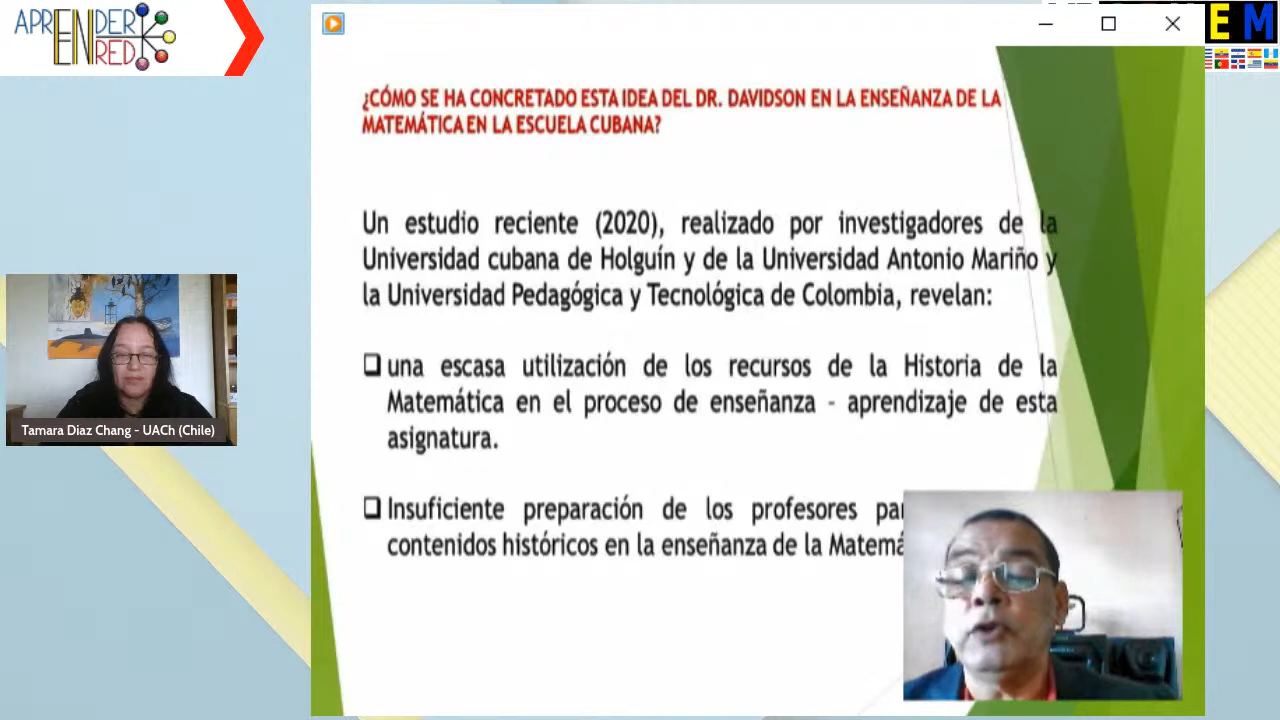 APRENDER
EN RED
E M
¿CÓMO SE HA CONCRETADO ESTA IDEA DEL DR. DAVIDSON EN LA ENSEÑANZA DE LA
MATEMÁTICA EN LA ESCUELA CUBANA?
Un estudio reciente (2020), realizado por investigadores de la
Universidad cubana de Holguín y de la Universidad Antonio Mariño y
la Universidad Pedagógica y Tecnológica de Colombia, revelan:
una escasa utilización de los recursos de la Historia de la
Matemática en el proceso de enseñanza - aprendizaje de esta
asignatura.
Insuficiente preparación de los profesores
contenidos históricos en la enseñanza de la
Tamara Diaz Chang - UACh (Chile)